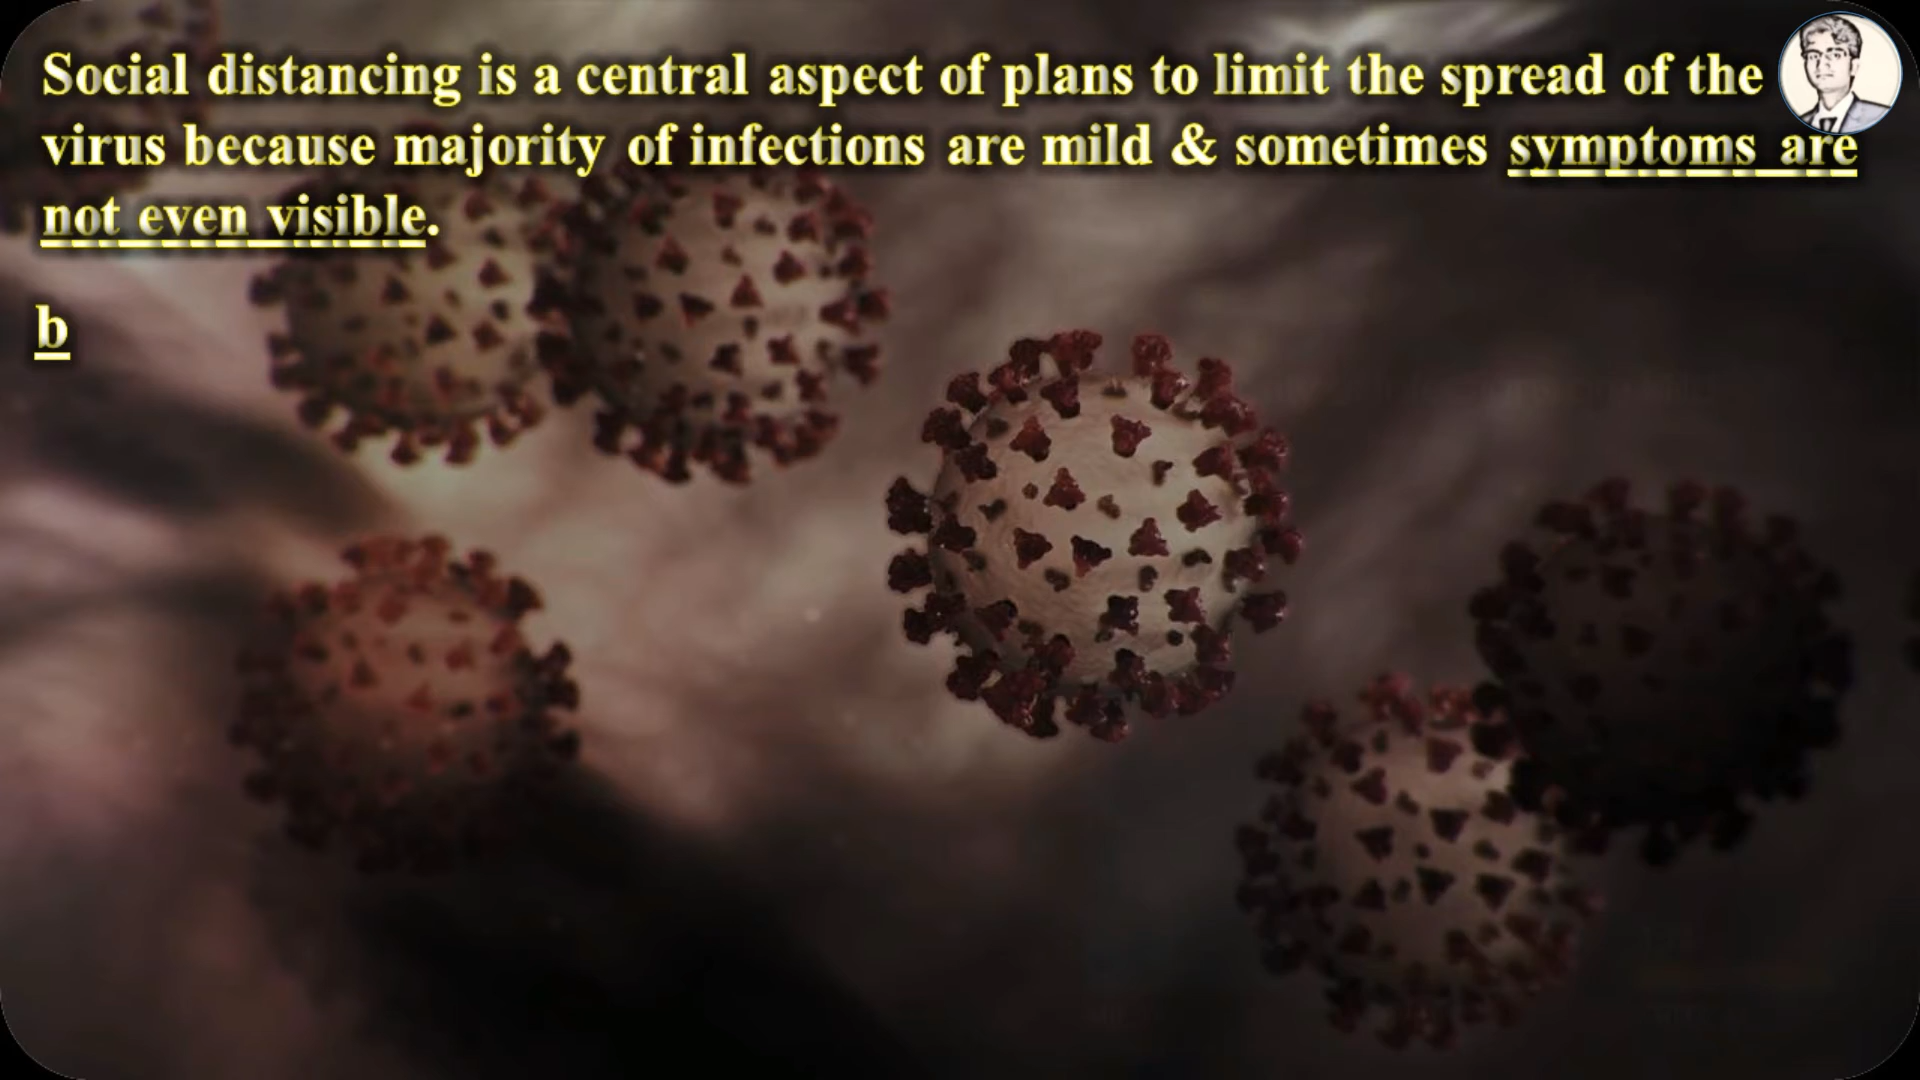 Social distancing is a central aspect of plans to limit the spread of the
virus because majority of infections are mild & sometimes symptoms are
not even visible.
b